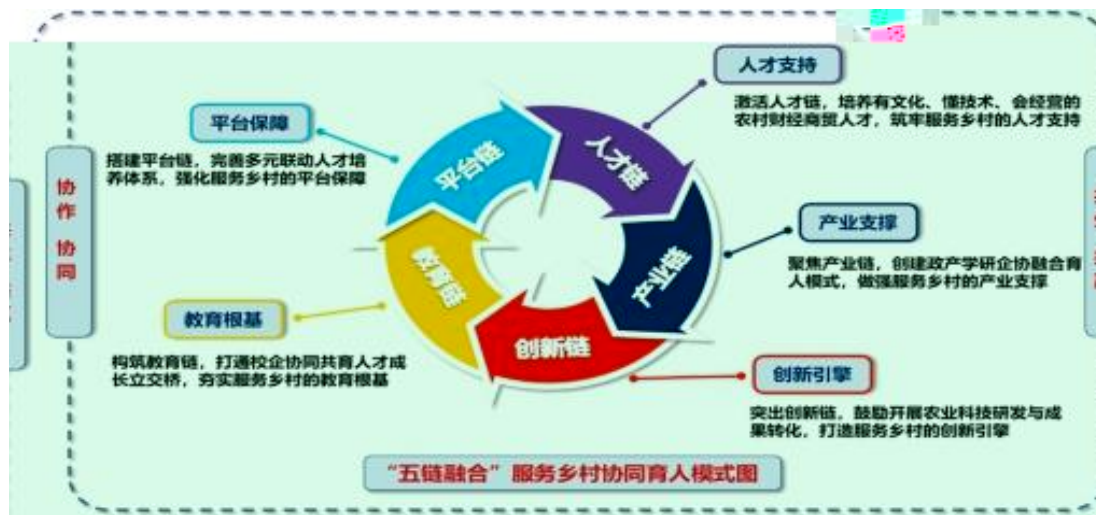 人才支持
激活人才链，培养有文化、懂技术、会经营的
农村财经商贸人才，筑牢服务乡村的人才支持
平台保障
搭建平台链，完善多元联动人才培
养体系，强化服务乡村的平台保障
平台链
人才链
协作 协同
产业支撑
聚焦产业链，创建政产学研企协融合育
人模式，做强服务乡村的产业支撑
产业链
教育链
教育根基
构筑教育链，打通校企协同共育人才成
长立交桥，夯实服务乡村的教育根基
创新链
创新引擎
突出创新链，鼓励开展农业科技研发与成
果转化，打造服务乡村的创新引擎
“五链融合”服务乡村协同育人模式图